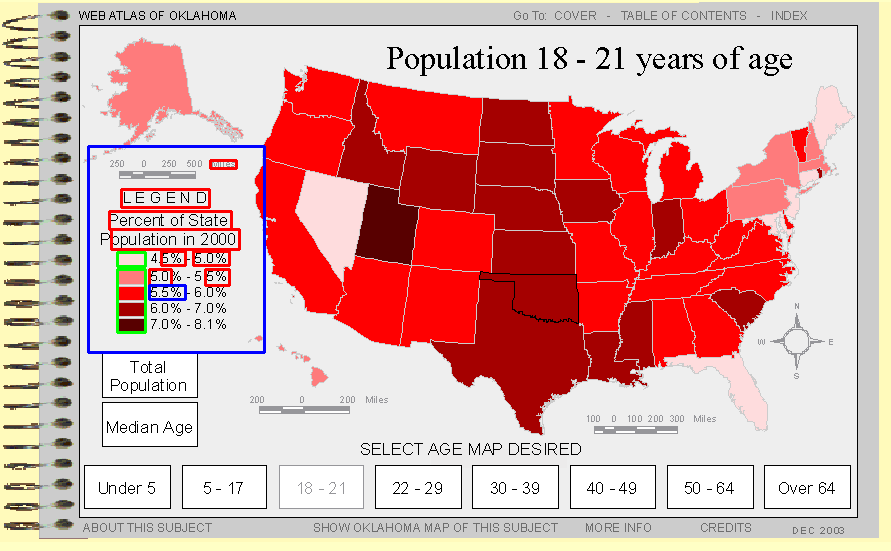 WEB ATLAS OF OKLAHOMA
Go To: COVER - TABLE OF CONTENTS - INDEX
Population 18 - 21 years of age
250 0 250 500 Miles
LEGEND
Percent of State
Population in 2000
4.5% - 5.0%
5.0% - 5.5%
5.5% - 6.0%
6.0% - 7.0%
7.0% - 8.1%
N
W E
S
Total
Population
Median Age
200 0 200 Miles
100 0 100 200 300 Miles
SELECT AGE MAP DESIRED
Under 5
5 - 17
18 - 21
22 - 29
30 - 39
40 - 49
50 - 64
Over 64
ABOUT THIS SUBJECT SHOW OKLAHOMA MAP OF THIS SUBJECT MORE INFO CREDITS DEC 2003